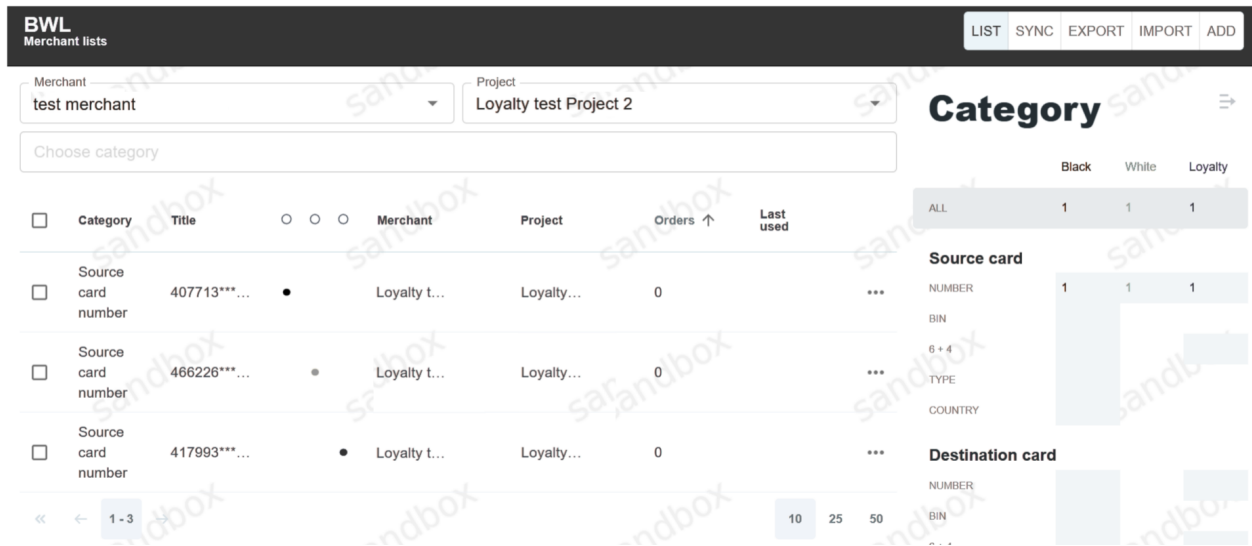 BWL
Merchant lists
LIST SYNC EXPORT IMPORT ADD
Merchant
test merchant
Project
Loyalty test Project 2
Choose category
Category Title Merchant Project Orders ↑ Last used
Source card number 407713***... Loyalty t... Loyalty... 0 •••
Source card number 466226***... Loyalty t... Loyalty... 0 •••
Source card number 417993***... Loyalty t... Loyalty... 0 •••
1 - 3
10 25 50
Category
Black White Loyalty
ALL 1 1 1
Source card
NUMBER 1 1 1
BIN
6 + 4
TYPE
COUNTRY
Destination card
NUMBER
BIN
6 + 4
sandbox